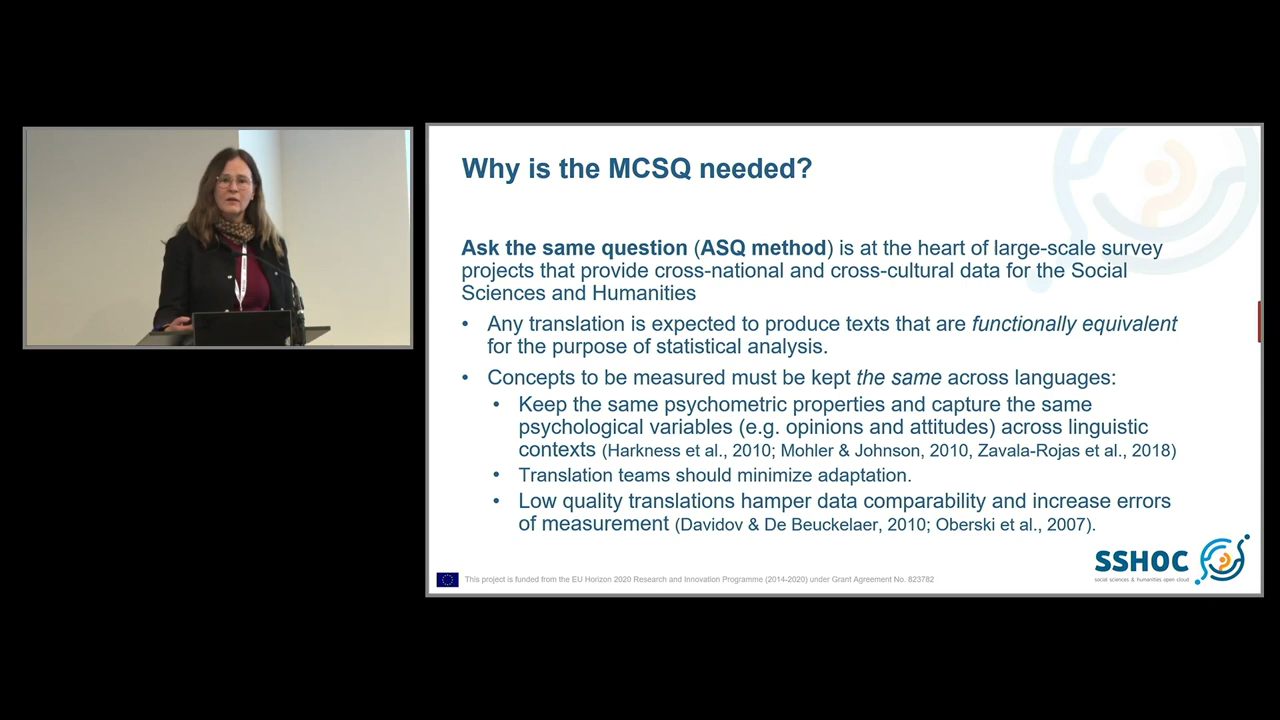 Why is the MCSQ needed?
Ask the same question (ASQ method) is at the heart of large-scale survey
projects that provide cross-national and cross-cultural data for the Social
Sciences and Humanities
• Any translation is expected to produce texts that are functionally equivalent
for the purpose of statistical analysis.
• Concepts to be measured must be kept the same across languages:
• Keep the same psychometric properties and capture the same
psychological variables (e.g. opinions and attitudes) across linguistic
contexts (Harkness et al., 2010; Mohler & Johnson, 2010, Zavala-Rojas et al., 2018)
• Translation teams should minimize adaptation.
• Low quality translations hamper data comparability and increase errors
of measurement (Davidov & De Beuckelaer, 2010; Oberski et al., 2007).
SSHOC
social sciences & humanities open cloud
This project is funded from the EU Horizon 2020 Research and Innovation Programme (2014-2020) under Grant Agreement No. 823782